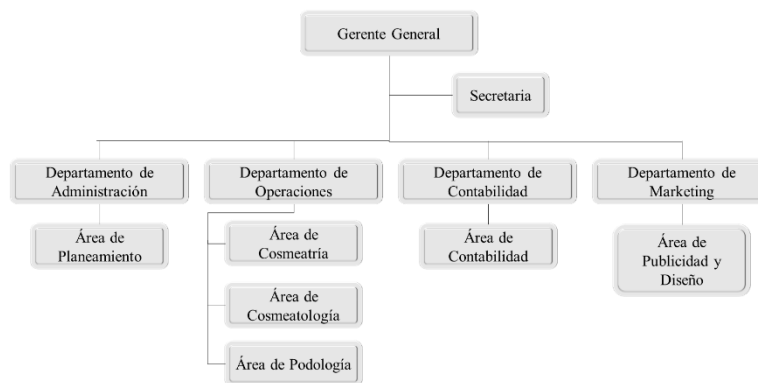 Gerente General
Secretaria
Departamento de
Administración
Departamento de
Operaciones
Departamento de
Contabilidad
Departamento de
Marketing
Área de
Planeamiento
Área de
Cosmeatría
Área de
Cosmeatología
Área de Podología
Área de
Contabilidad
Área de
Publicidad y
Diseño